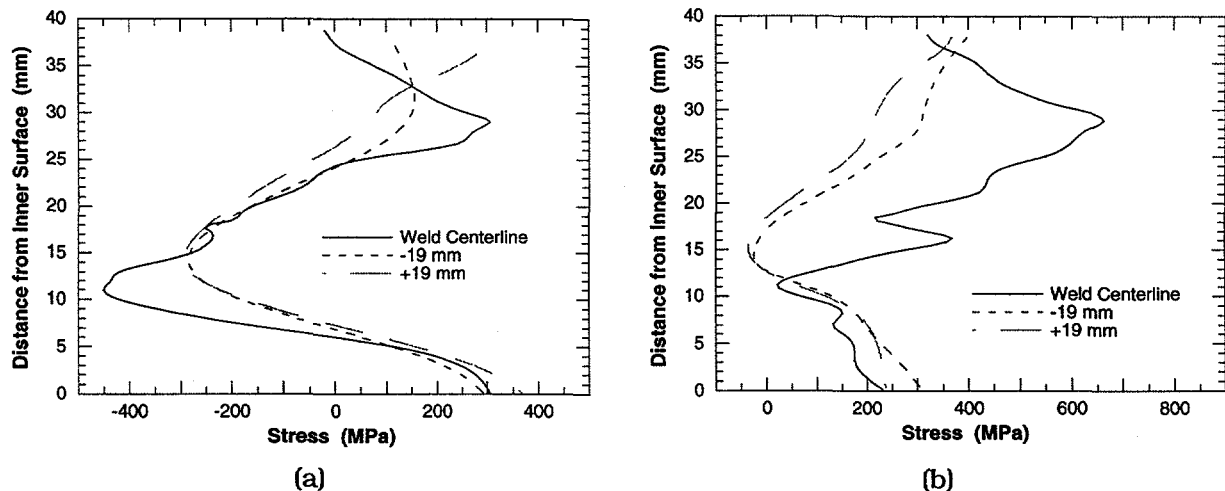 40
35
30
25
20
15
10
5
0
Distance from Inner Surface (mm)
Weld Centerline
-19 mm
+19 mm
-400 -200 0 200 400
Stress (MPa)
(a)
40
35
30
25
20
15
10
5
0
Distance from Inner Surface (mm)
Weld Centerline
-19 mm
+19 mm
0 200 400 600 800
Stress (MPa)
(b)